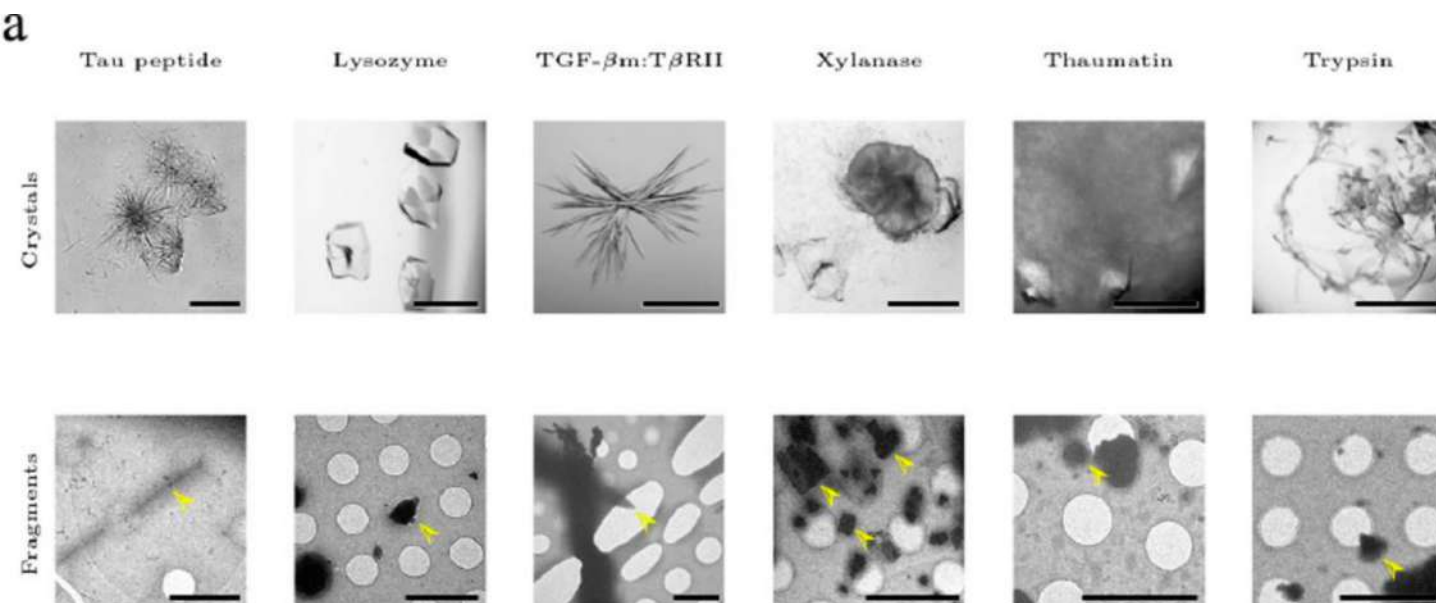 a
Tau peptide Lysozyme TGF-βm:TβRII Xylanase Thaumatin Trypsin
Crystals
Fragments